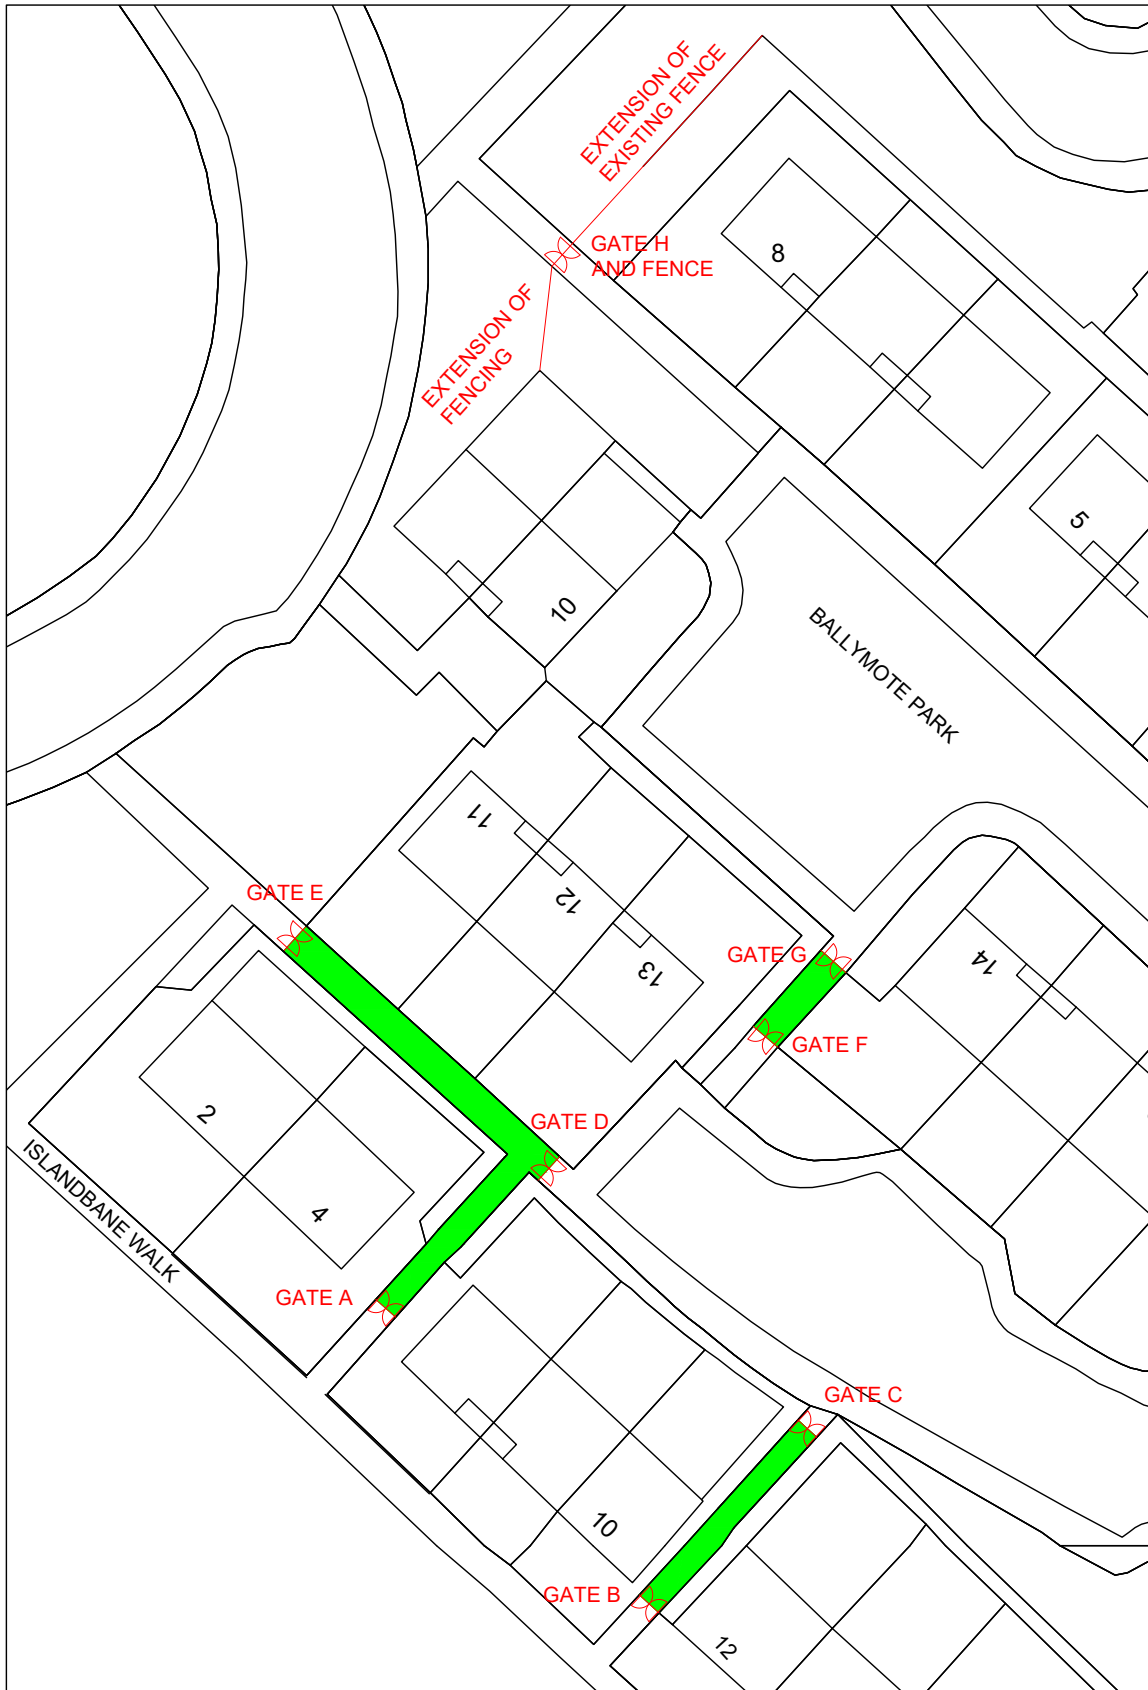 EXTENSION OF
EXISTING FENCE
GATE H
AND FENCE
8
EXTENSION OF
FENCING
5
10
BALLYMOTE PARK
11
12
13
GATE E
GATE G
14
GATE F
GATE D
2
4
ISLANDBANE WALK
GATE A
GATE C
10
GATE B
12